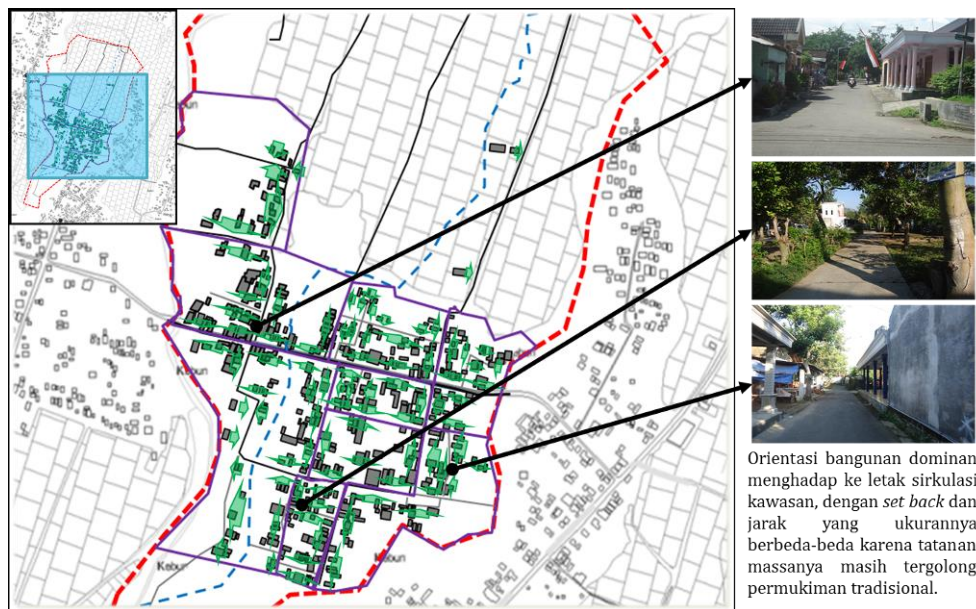 Kebun
Kebun
Kebun
Orientasi bangunan dominan
menghadap ke letak sirkulasi
kawasan, dengan set back dan
jarak yang ukurannya
berbeda-beda karena tatanan
massanya masih tergolong
permukiman tradisional.